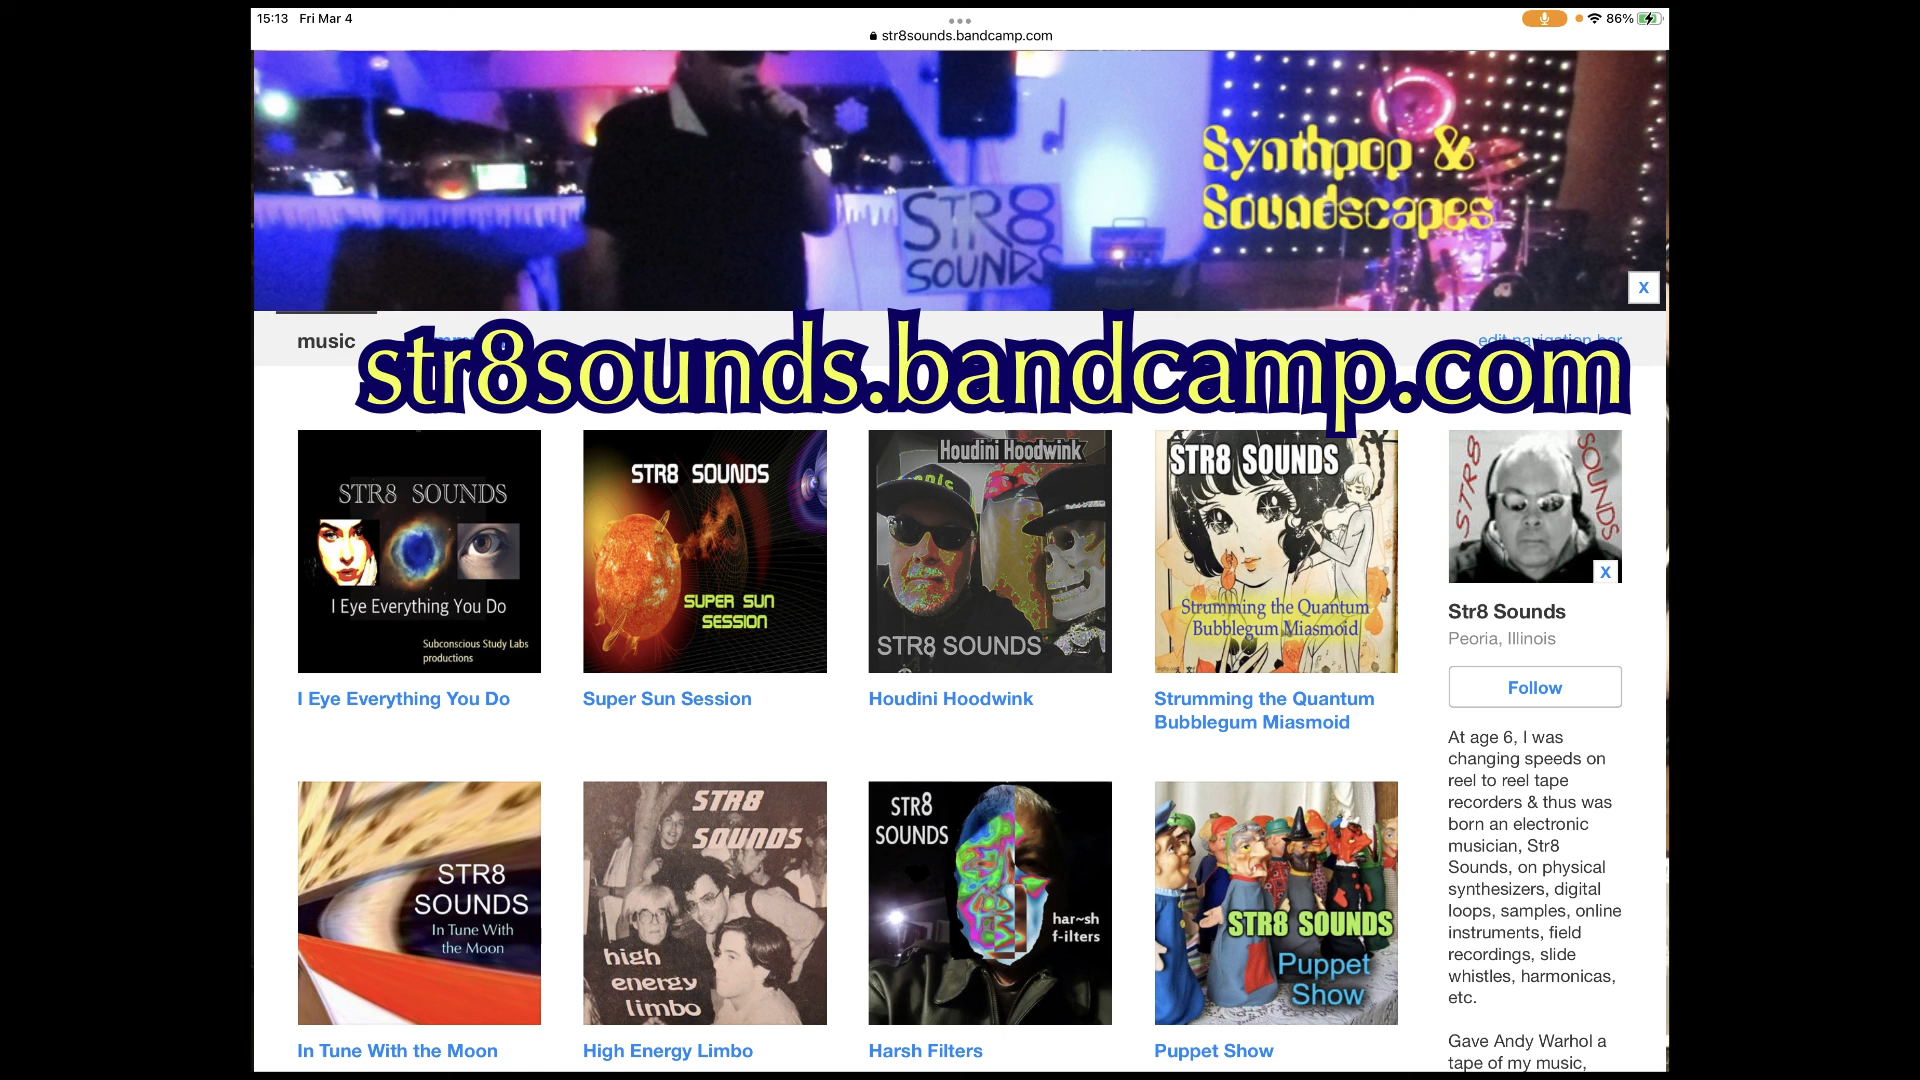 15:13 Fri Mar 4
86%
str8sounds.bandcamp.com
Synthpop &
Soundscapes
STR8
SOUNDS
X
music
edit navigation bar
str8sounds.bandcamp.com
STR8 SOUNDS
I Eye Everything You Do
Subconscious Study Labs
productions
I Eye Everything You Do
STR8 SOUNDS
SUPER SUN
SESSION
Super Sun Session
Houdini Hoodwink
STR8 SOUNDS
Houdini Hoodwink
STR8 SOUNDS
Strumming the Quantum
Bubblegum Miasmoid
Strumming the Quantum
Bubblegum Miasmoid
STR8
SOUNDS
In Tune With
the Moon
In Tune With the Moon
STR8
SOUNDS
high
energy
limbo
High Energy Limbo
STR8
SOUNDS
har~sh
f-ilters
Harsh Filters
STR8 SOUNDS
Puppet
Show
Puppet Show
STR8 SOUNDS
X
Str8 Sounds
Peoria, Illinois
Follow
At age 6, I was
changing speeds on
reel to reel tape
recorders & thus was
born an electronic
musician, Str8
Sounds, on physical
synthesizers, digital
loops, samples, online
instruments, field
recordings, slide
whistles, harmonicas,
etc.
Gave Andy Warhol a
tape of my music,